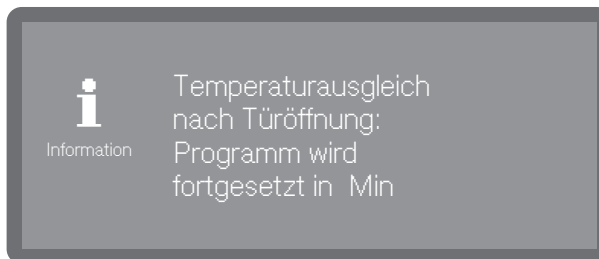 Temperaturausgleich
nach Türöffnung:
Programm wird
fortgesetzt in  Min
Information